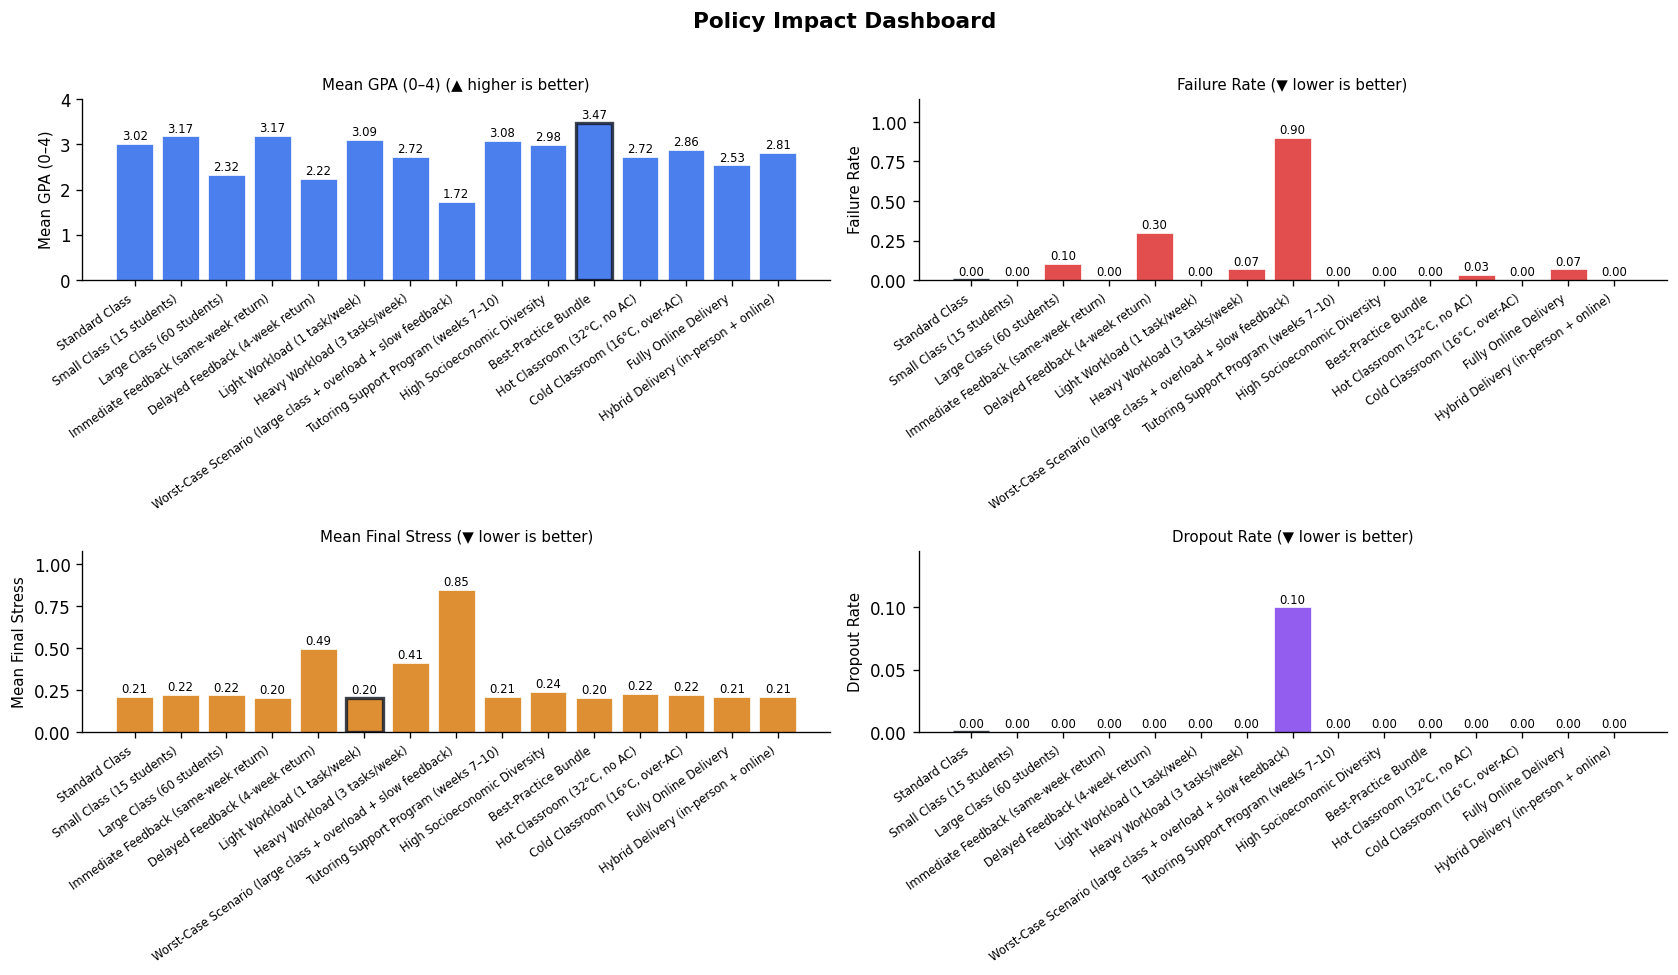 Policy Impact Dashboard
Mean GPA (0–4) (▲ higher is better)
Mean GPA (0–4)
4
3
2
1
0
3.02
3.17
2.32
3.17
2.22
3.09
2.72
1.72
3.08
2.98
3.47
2.72
2.86
2.53
2.81
Standard Class
Small Class (15 students)
Large Class (60 students)
Immediate Feedback (same-week return)
Delayed Feedback (4-week return)
Light Workload (1 task/week)
Heavy Workload (3 tasks/week)
Worst-Case Scenario (large class + overload + slow feedback)
Tutoring Support Program (weeks 7–10)
High Socioeconomic Diversity
Best-Practice Bundle
Hot Classroom (32°C, no AC)
Cold Classroom (16°C, over-AC)
Fully Online Delivery
Hybrid Delivery (in-person + online)
Failure Rate (▼ lower is better)
Failure Rate
1.00
0.75
0.50
0.25
0.00
0.00
0.00
0.10
0.00
0.30
0.00
0.07
0.90
0.00
0.00
0.00
0.03
0.00
0.07
0.00
Standard Class
Small Class (15 students)
Large Class (60 students)
Immediate Feedback (same-week return)
Delayed Feedback (4-week return)
Light Workload (1 task/week)
Heavy Workload (3 tasks/week)
Worst-Case Scenario (large class + overload + slow feedback)
Tutoring Support Program (weeks 7–10)
High Socioeconomic Diversity
Best-Practice Bundle
Hot Classroom (32°C, no AC)
Cold Classroom (16°C, over-AC)
Fully Online Delivery
Hybrid Delivery (in-person + online)
Mean Final Stress (▼ lower is better)
Mean Final Stress
1.00
0.75
0.50
0.25
0.00
0.21
0.22
0.22
0.20
0.49
0.20
0.41
0.85
0.21
0.24
0.20
0.22
0.22
0.21
0.21
Standard Class
Small Class (15 students)
Large Class (60 students)
Immediate Feedback (same-week return)
Delayed Feedback (4-week return)
Light Workload (1 task/week)
Heavy Workload (3 tasks/week)
Worst-Case Scenario (large class + overload + slow feedback)
Tutoring Support Program (weeks 7–10)
High Socioeconomic Diversity
Best-Practice Bundle
Hot Classroom (32°C, no AC)
Cold Classroom (16°C, over-AC)
Fully Online Delivery
Hybrid Delivery (in-person + online)
Dropout Rate (▼ lower is better)
Dropout Rate
0.10
0.05
0.00
0.00
0.00
0.00
0.00
0.00
0.00
0.00
0.10
0.00
0.00
0.00
0.00
0.00
0.00
0.00
Standard Class
Small Class (15 students)
Large Class (60 students)
Immediate Feedback (same-week return)
Delayed Feedback (4-week return)
Light Workload (1 task/week)
Heavy Workload (3 tasks/week)
Worst-Case Scenario (large class + overload + slow feedback)
Tutoring Support Program (weeks 7–10)
High Socioeconomic Diversity
Best-Practice Bundle
Hot Classroom (32°C, no AC)
Cold Classroom (16°C, over-AC)
Fully Online Delivery
Hybrid Delivery (in-person + online)